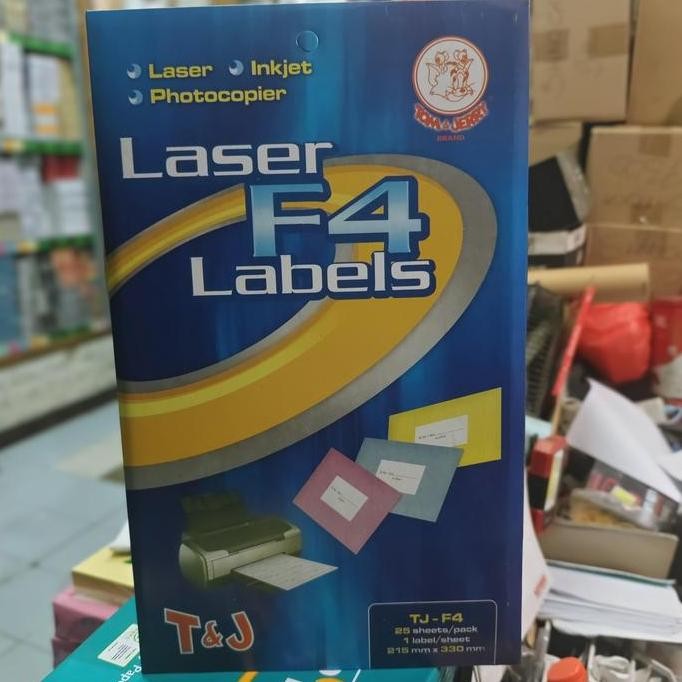 Laser Inkjet
Photocopier
TOM & JERRY
BRAND
Laser
F4
Labels
T&J
TJ - F4
25 sheets/pack
1 label/sheet
215 mm x 330 mm